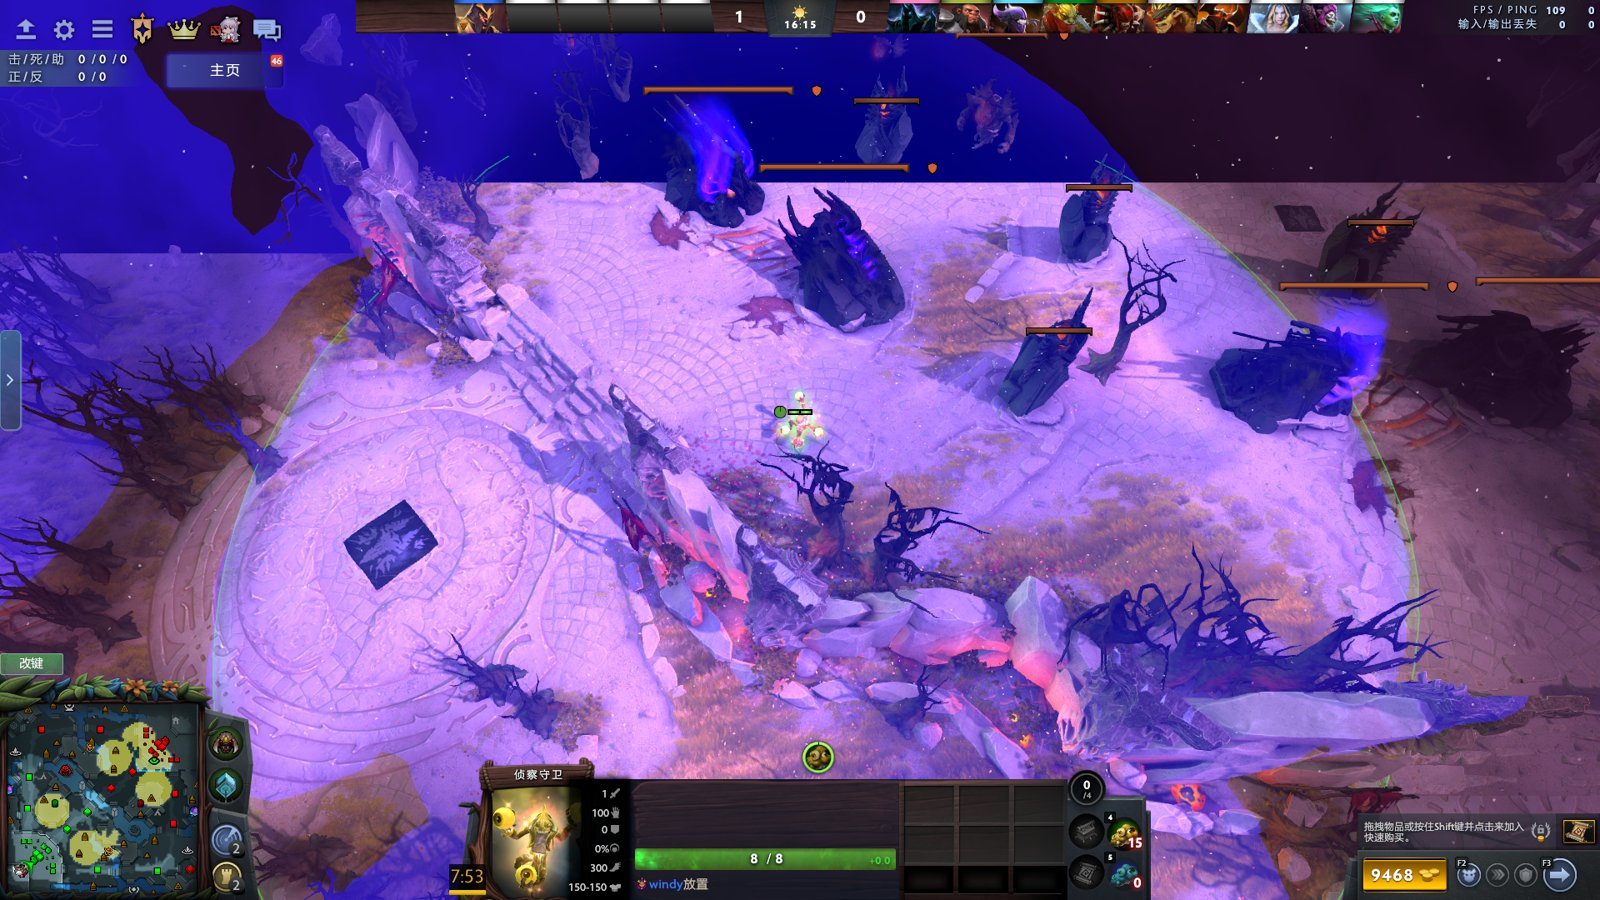 击/死/助 0 / 0 / 0
正/反 0 / 0
主页
46
1
16:15
0
FPS / PING 109 0
输入/输出丢失 0 0
改键
侦察守卫
1
100
0
0%
300
150-150
7:53
8 / 8
+0.0
windy放置
0
/4
4
15
5
0
2
2
拖拽物品或按住Shift键并点击来加入
快速购买。
9468
F2
F3